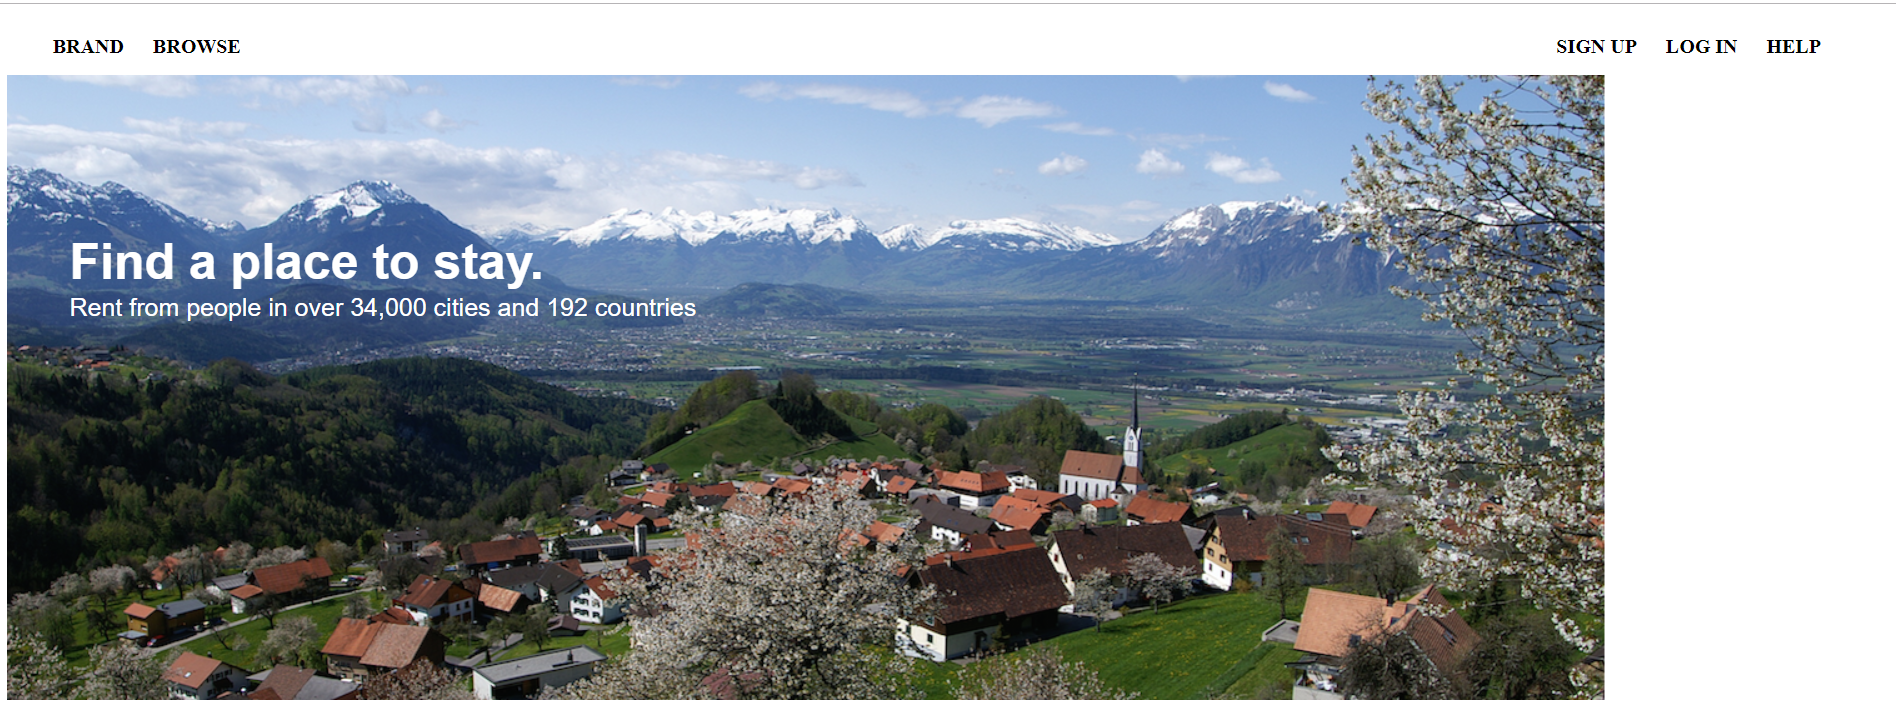 BRAND BROWSE SIGN UP LOG IN HELP
Find a place to stay.
Rent from people in over 34,000 cities and 192 countries